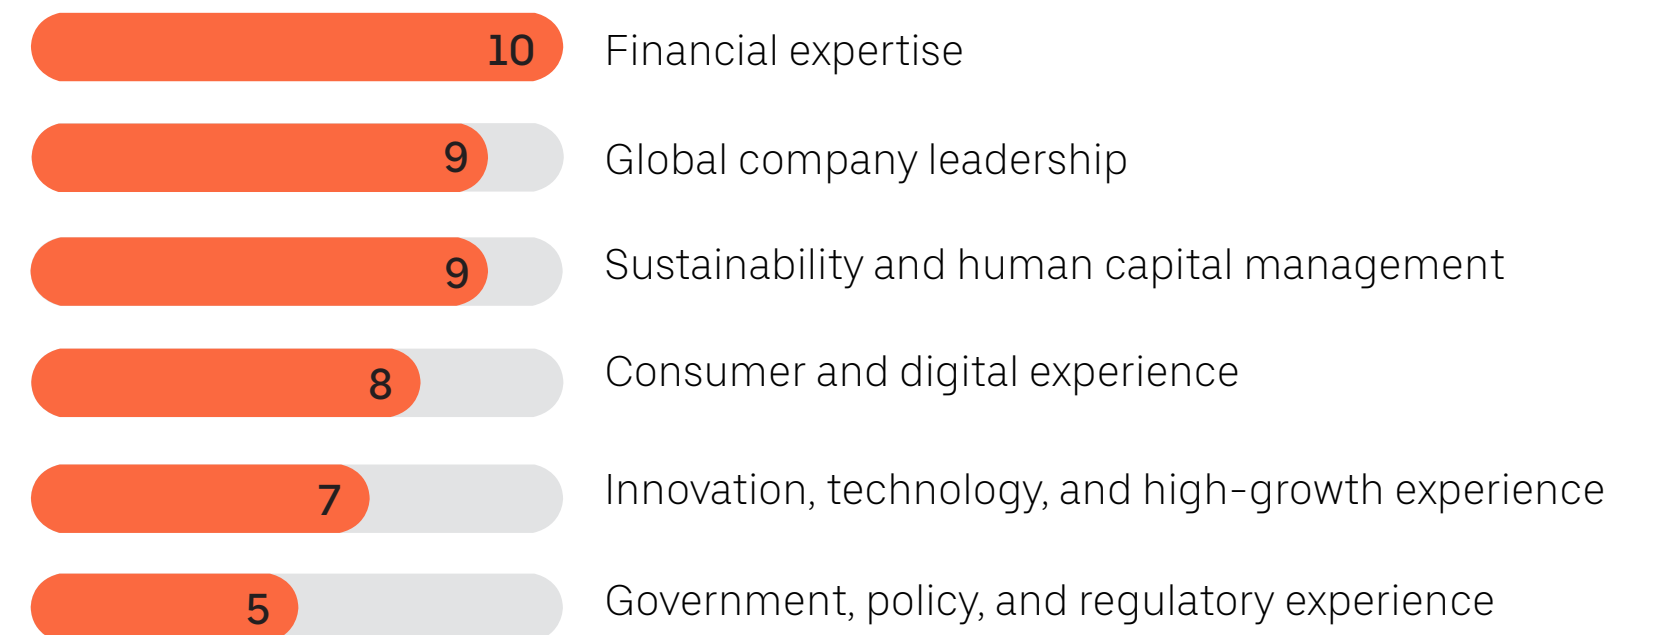 10 Financial expertise
9 Global company leadership
9 Sustainability and human capital management
8 Consumer and digital experience
7 Innovation, technology, and high-growth experience
5 Government, policy, and regulatory experience